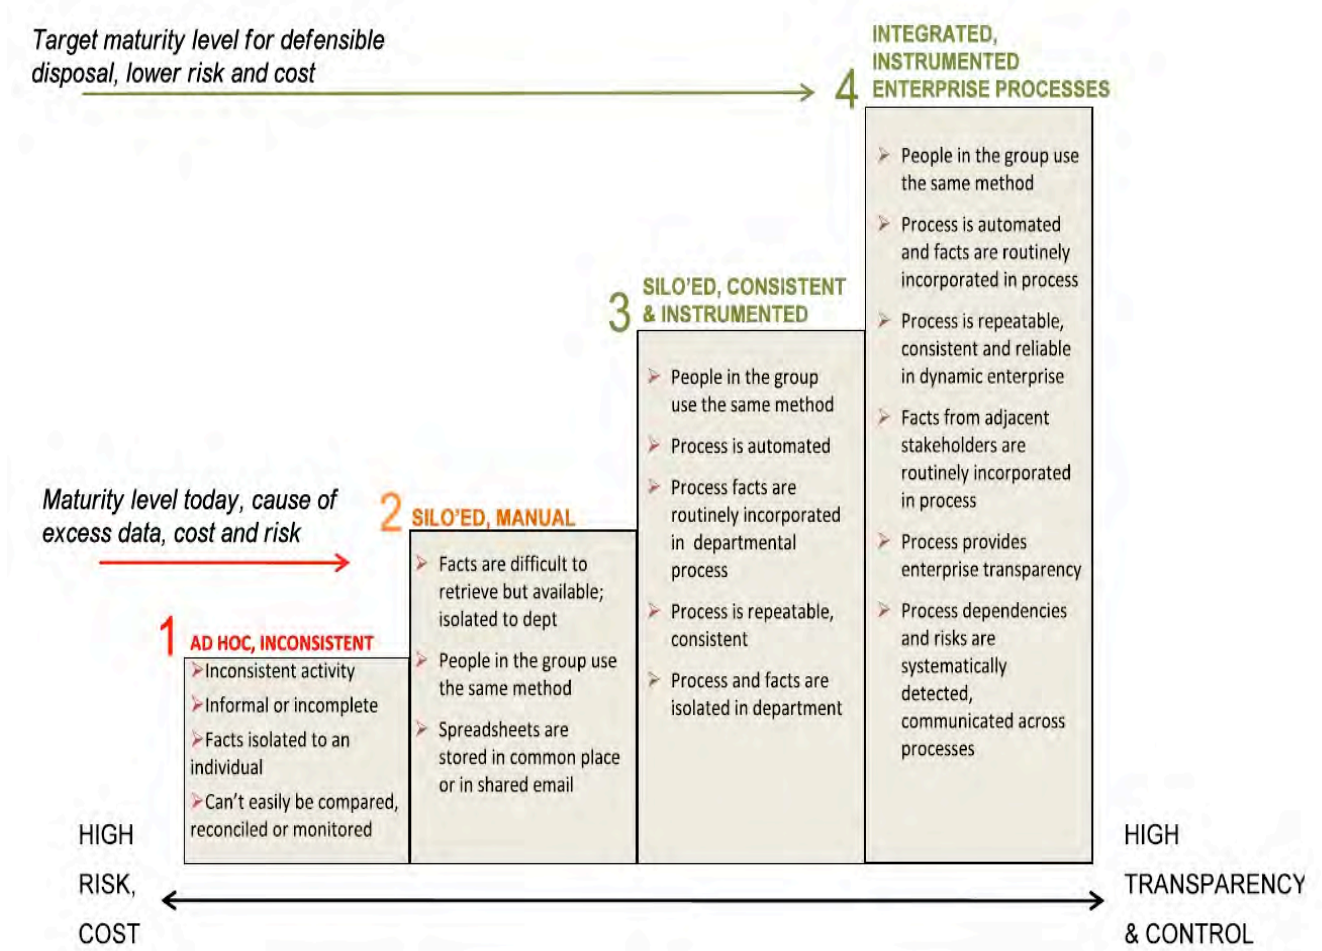 Target maturity level for defensible
disposal, lower risk and cost
4
INTEGRATED,
INSTRUMENTED
ENTERPRISE PROCESSES
➢ People in the group use
the same method
➢ Process is automated
and facts are routinely
incorporated in process
➢ Process is repeatable,
consistent and reliable
in dynamic enterprise
➢ Facts from adjacent
stakeholders are
routinely incorporated
in process
➢ Process provides
enterprise transparency
➢ Process dependencies
and risks are
systematically
detected,
communicated across
processes
3
SILO'ED, CONSISTENT
& INSTRUMENTED
➢ People in the group
use the same method
➢ Process is automated
➢ Process facts are
routinely incorporated
in departmental
process
➢ Process is repeatable,
consistent
➢ Process and facts are
isolated in department
Maturity level today, cause of
excess data, cost and risk
2
SILO'ED, MANUAL
➢ Facts are difficult to
retrieve but available;
isolated to dept
➢ People in the group use
the same method
➢ Spreadsheets are
stored in common place
or in shared email
1
AD HOC, INCONSISTENT
➢Inconsistent activity
➢Informal or incomplete
➢Facts isolated to an
individual
➢Can't easily be compared,
reconciled or monitored
HIGH
RISK,
COST
HIGH
TRANSPARENCY
& CONTROL